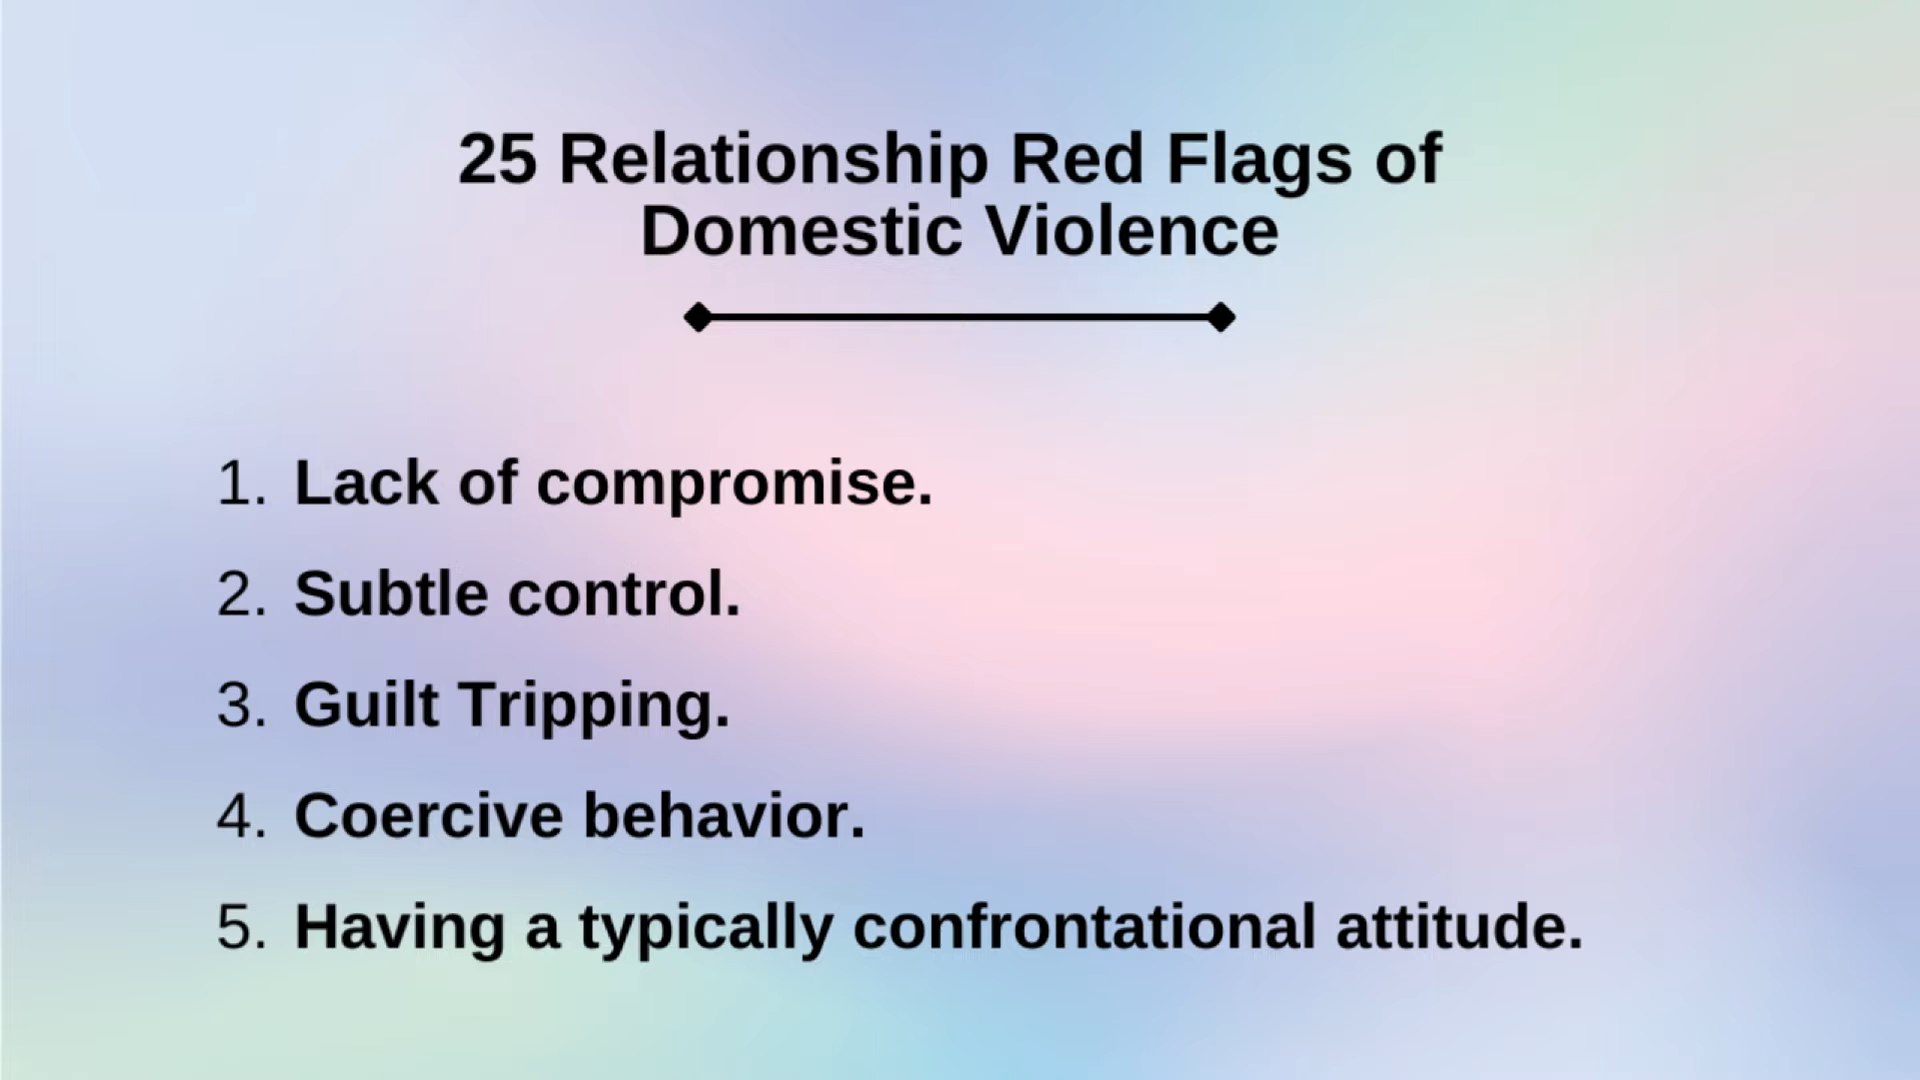 25 Relationship Red Flags of
Domestic Violence
1. Lack of compromise.
2. Subtle control.
3. Guilt Tripping.
4. Coercive behavior.
5. Having a typically confrontational attitude.